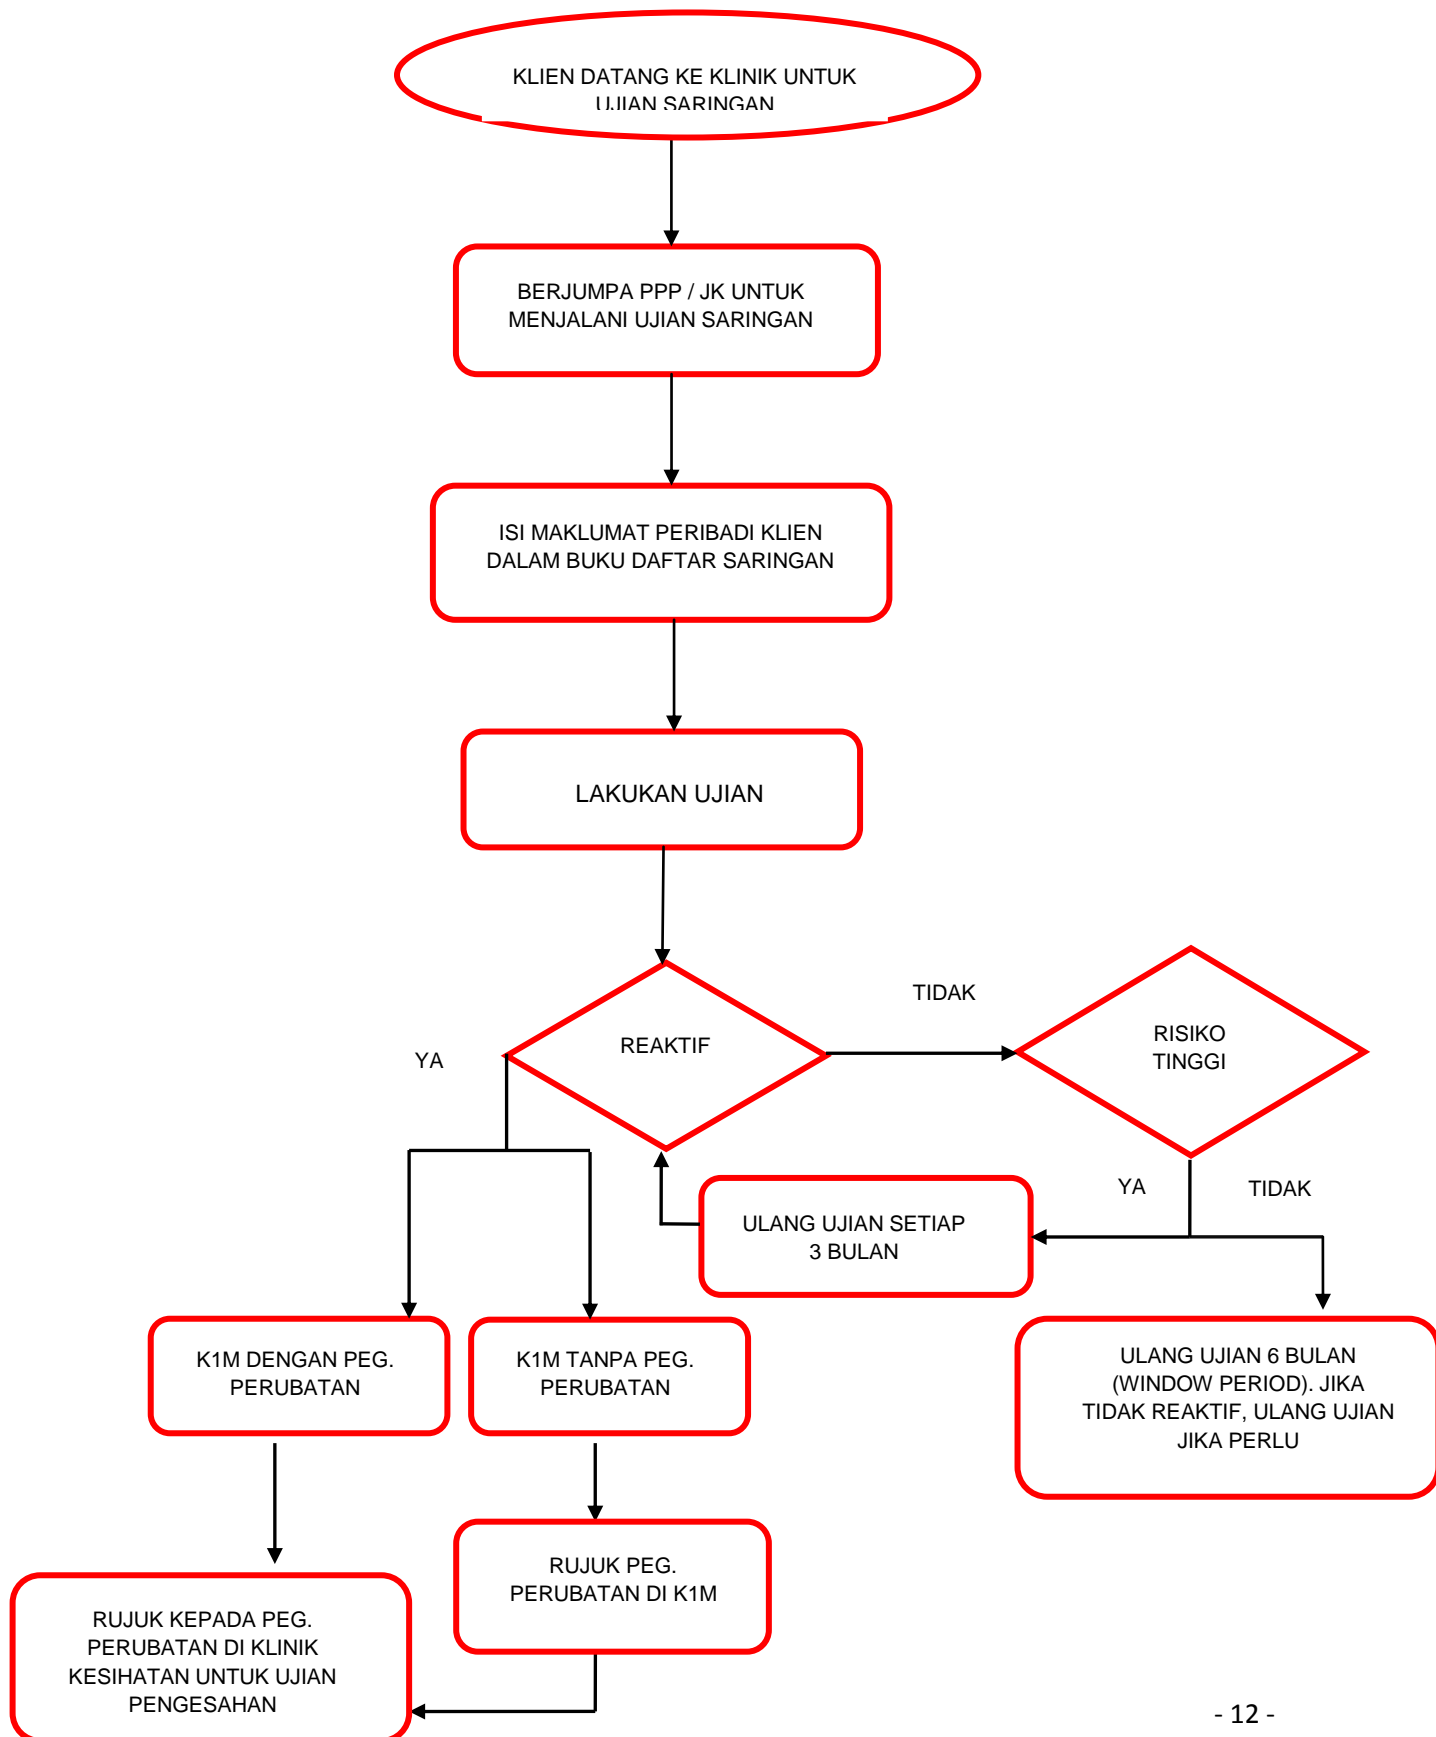 KLIEN DATANG KE KLINIK UNTUK
UJIAN SARINGAN
BERJUMPA PPP / JK UNTUK
MENJALANI UJIAN SARINGAN
ISI MAKLUMAT PERIBADI KLIEN
DALAM BUKU DAFTAR SARINGAN
LAKUKAN UJIAN
REAKTIF
TIDAK
RISIKO
TINGGI
YA
YA
TIDAK
ULANG UJIAN SETIAP
3 BULAN
K1M DENGAN PEG.
PERUBATAN
K1M TANPA PEG.
PERUBATAN
ULANG UJIAN 6 BULAN
(WINDOW PERIOD). JIKA
TIDAK REAKTIF, ULANG UJIAN
JIKA PERLU
RUJUK PEG.
PERUBATAN DI K1M
RUJUK KEPADA PEG.
PERUBATAN DI KLINIK
KESIHATAN UNTUK UJIAN
PENGESAHAN
- 12 -